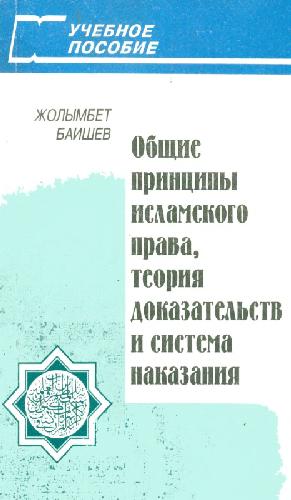 УЧЕБНОЕ
ПОСОБИЕ
ЖОЛЫМБЕТ
БАИШЕВ
Общие
принципы
исламского
права,
теория
доказательств
и система
наказания